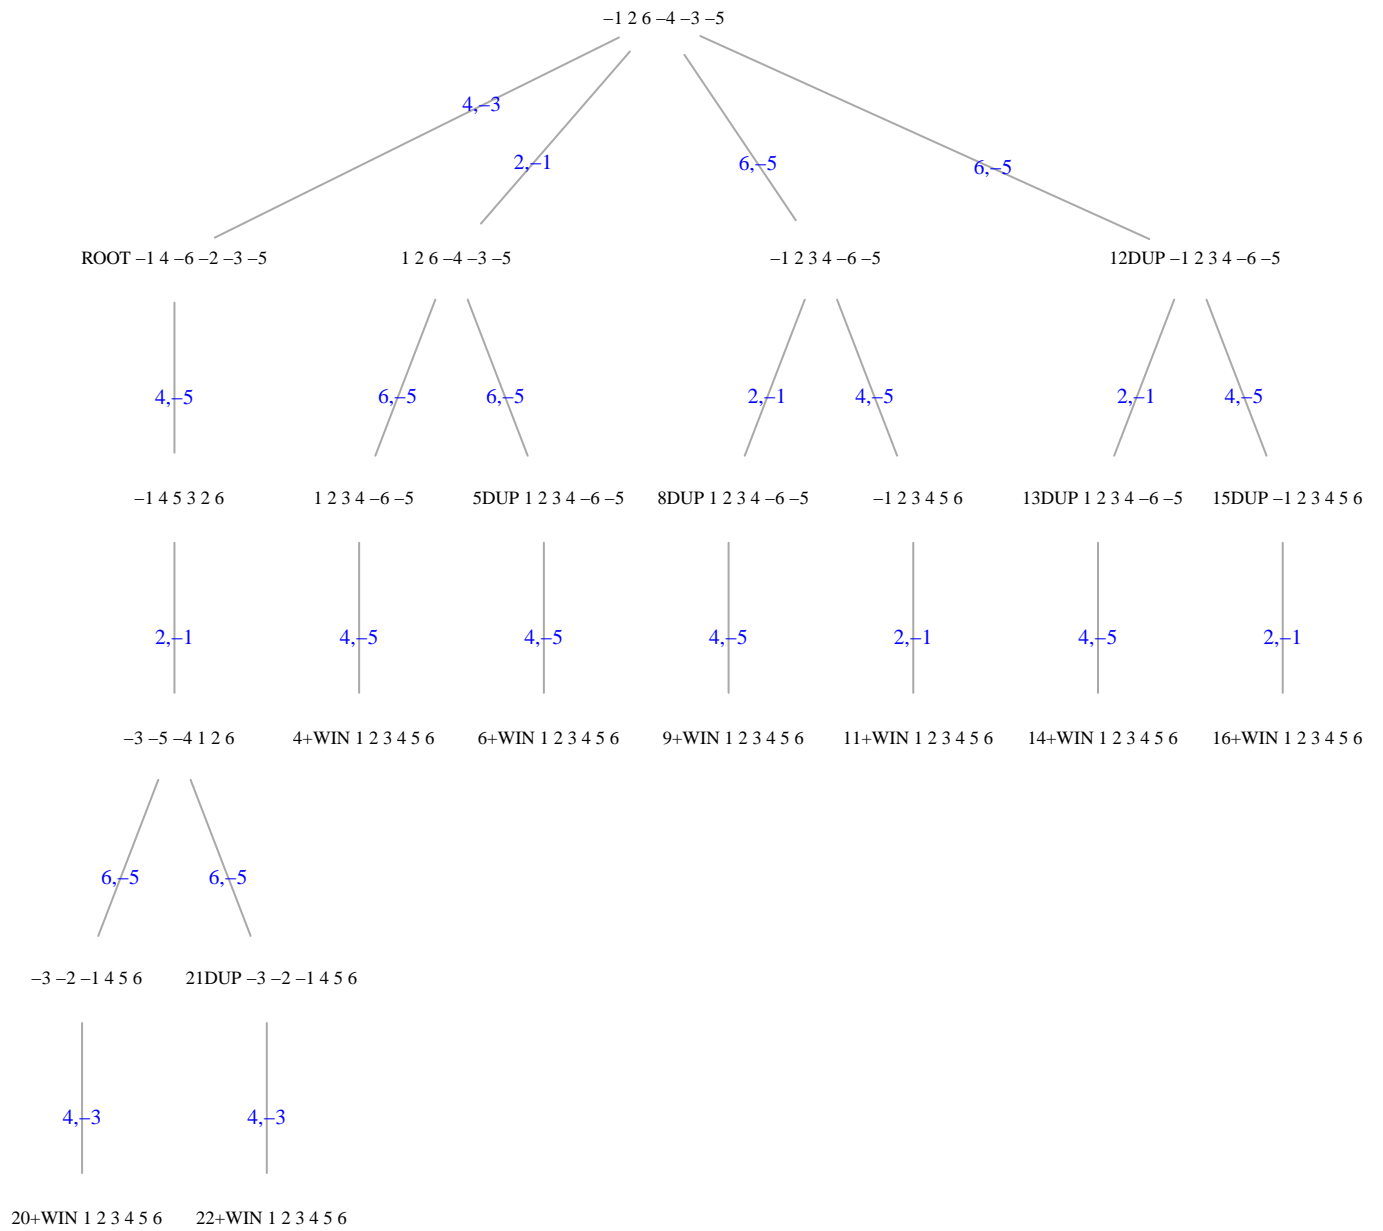 –1 2 6 –4 –3 –5
4,–3
2,–1
6,–5
6,–5
ROOT –1 4 –6 –2 –3 –5
1 2 6 –4 –3 –5
–1 2 3 4 –6 –5
12DUP –1 2 3 4 –6 –5
4,–5
6,–5
6,–5
2,–1
4,–5
2,–1
4,–5
–1 4 5 3 2 6
1 2 3 4 –6 –5
5DUP 1 2 3 4 –6 –5
8DUP 1 2 3 4 –6 –5
–1 2 3 4 5 6
13DUP 1 2 3 4 –6 –5
15DUP –1 2 3 4 5 6
2,–1
4,–5
4,–5
4,–5
2,–1
4,–5
2,–1
–3 –5 –4 1 2 6
4+WIN 1 2 3 4 5 6
6+WIN 1 2 3 4 5 6
9+WIN 1 2 3 4 5 6
11+WIN 1 2 3 4 5 6
14+WIN 1 2 3 4 5 6
16+WIN 1 2 3 4 5 6
6,–5
6,–5
–3 –2 –1 4 5 6
21DUP –3 –2 –1 4 5 6
4,–3
4,–3
20+WIN 1 2 3 4 5 6
22+WIN 1 2 3 4 5 6